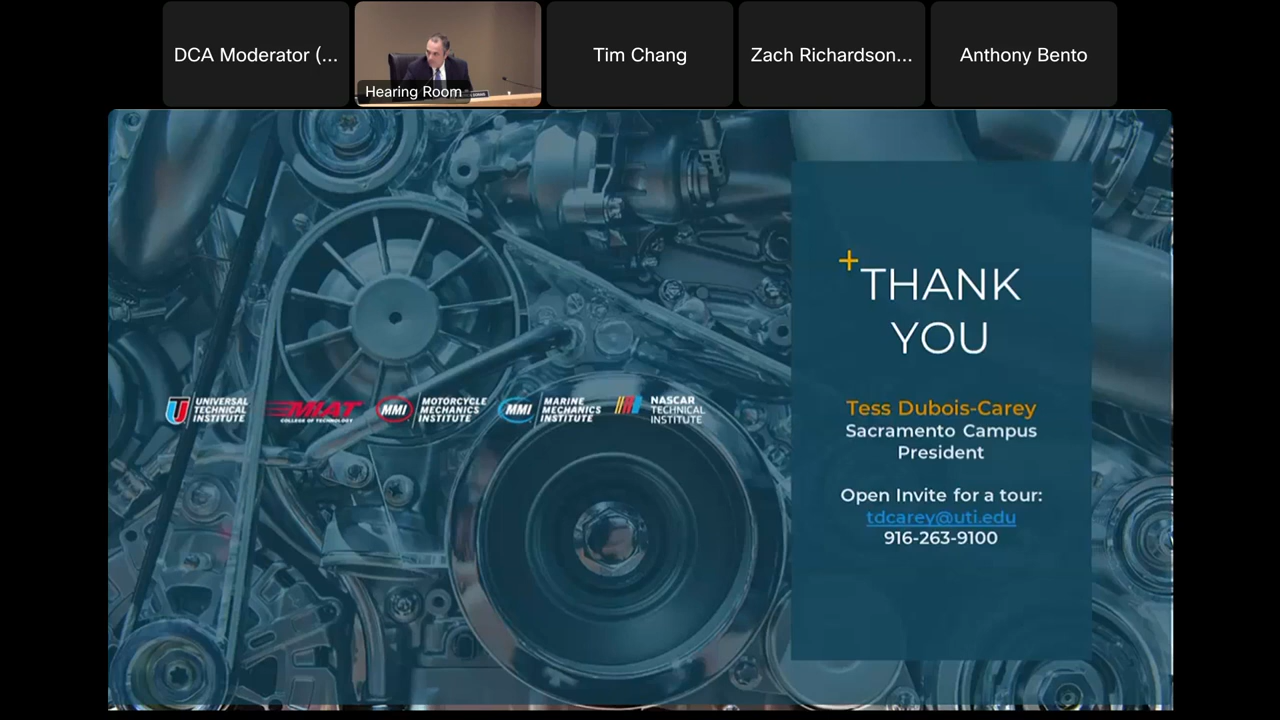 DCA Moderator (...
Hearing Room
Tim Chang
Zach Richardson...
Anthony Bento
THANK
YOU
Tess Dubois-Carey
Sacramento Campus
President
Open Invite for a tour:
tdcarey@uti.edu
916-263-9100
UNIVERSAL
TECHNICAL
INSTITUTE
MIAT
COLLEGE OF TECHNOLOGY
MMI
MOTORCYCLE
MECHANICS
INSTITUTE
MMI
MARINE
MECHANICS
INSTITUTE
NASCAR
TECHNICAL
INSTITUTE